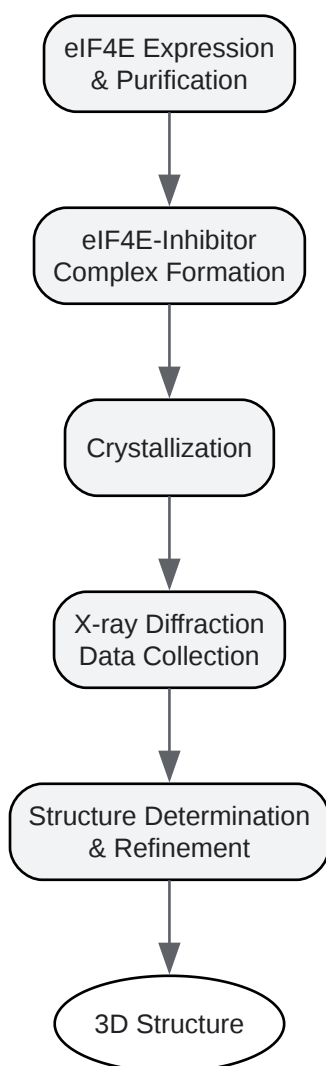 eIF4E Expression
& Purification
eIF4E-Inhibitor
Complex Formation
Crystallization
X-ray Diffraction
Data Collection
Structure Determination
& Refinement
3D Structure